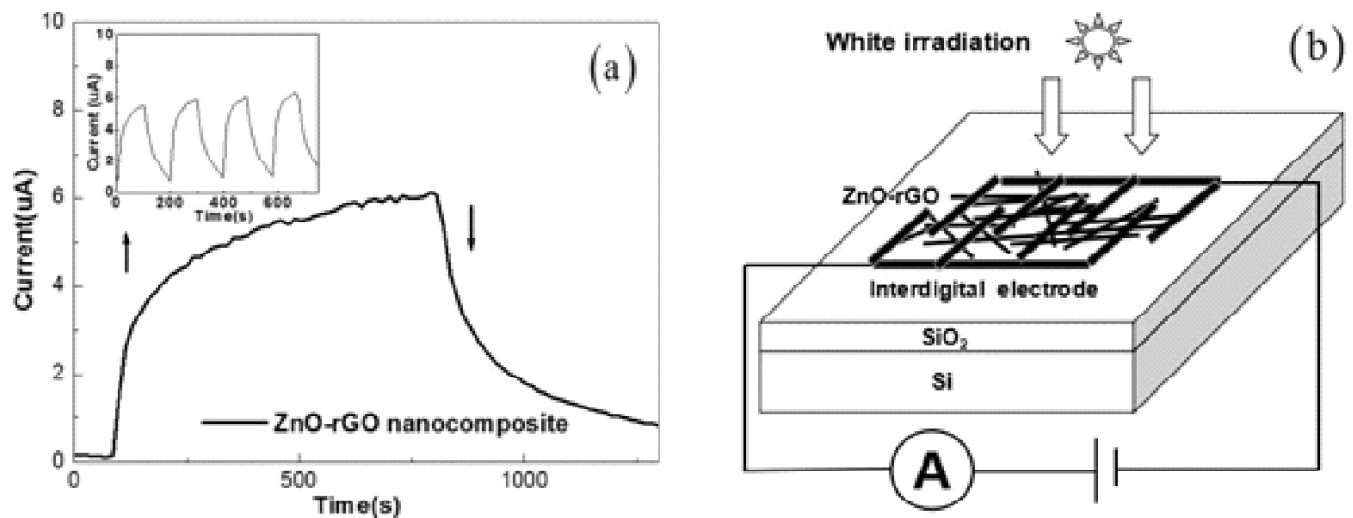 10
8
6
4
2
0
Current(uA)
0
500
1000
Time(s)
10
8
6
4
2
0
Current (uA)
0
200
400
600
Time(s)
(a)
ZnO-rGO nanocomposite
White irradiation
(b)
ZnO-rGO
Interdigital electrode
SiO₂
Si
A